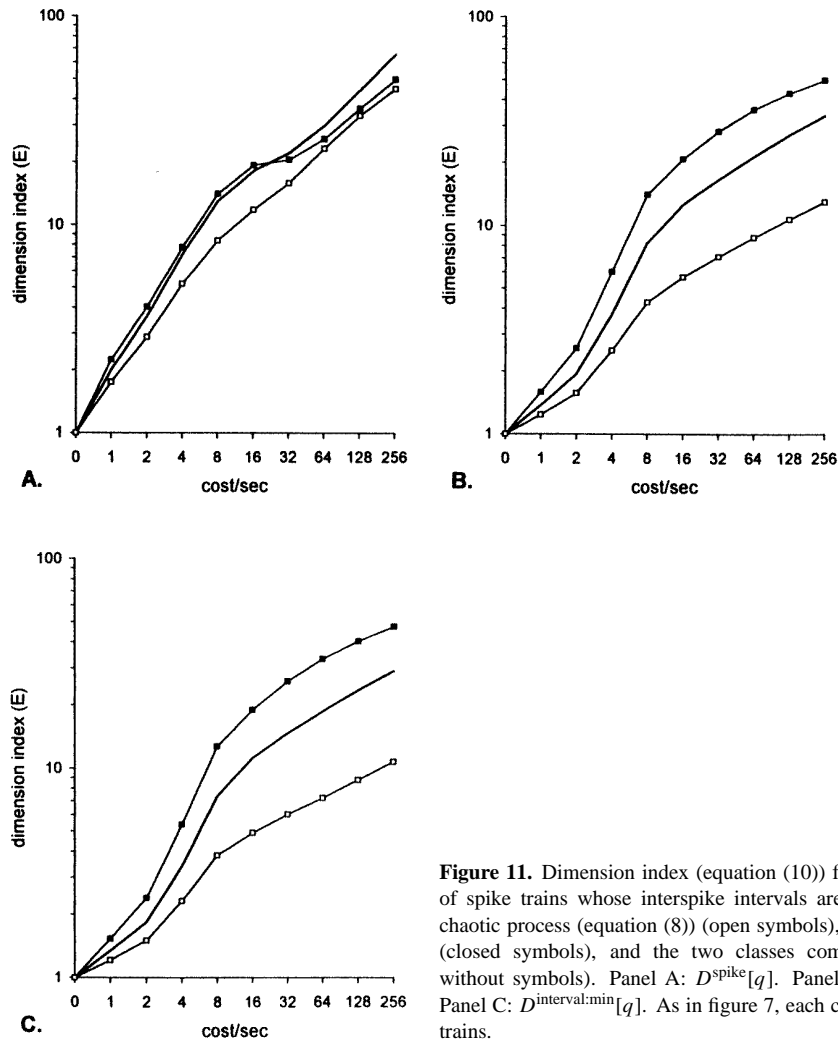 100
10
1
dimension index (E)
0 1 2 4 8 16 32 64 128 256
cost/sec
A.
100
10
1
dimension index (E)
0 1 2 4 8 16 32 64 128 256
cost/sec
B.
100
10
1
dimension index (E)
0 1 2 4 8 16 32 64 128 256
cost/sec
C.
Figure 11. Dimension index (equation (10)) f
of spike trains whose interspike intervals are
chaotic process (equation (8)) (open symbols),
(closed symbols), and the two classes com
without symbols). Panel A: D^spike[q]. Panel
Panel C: D^interval:min[q]. As in figure 7, each c
trains.